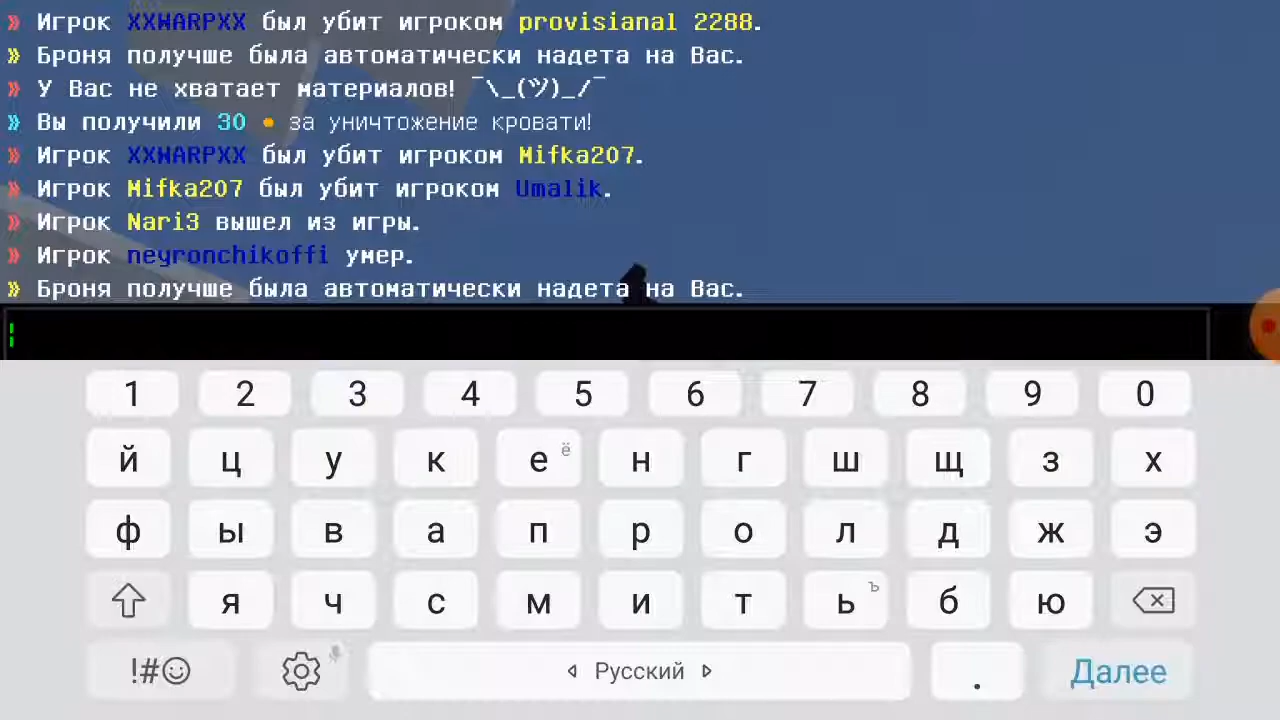 » Игрок XXWARPXX был убит игроком provisianal 2288.
» Броня получше была автоматически надета на Вас.
» У Вас не хватает материалов! ¯\_(ツ)_/¯
» Вы получили 30 ● за уничтожение кровати!
» Игрок XXWARPXX был убит игроком Mifka207.
» Игрок Mifka207 был убит игроком Umalik.
» Игрок Nari3 вышел из игры.
» Игрок neyronchikoffi умер.
» Броня получше была автоматически надета на Вас.
1 2 3 4 5 6 7 8 9 0
й ц у к е ё н г ш щ з х
ф ы в а п р о л д ж э
я ч с м и т ь ъ б ю
!#☺ Русский . Далее